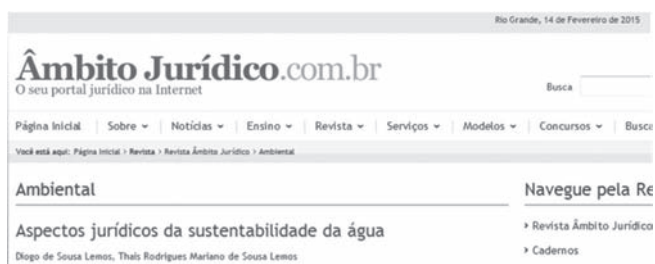 Rio Grande, 14 de Fevereiro de 2015
Âmbito Jurídico.com.br
O seu portal jurídico na Internet
Busca
Página Inicial Sobre Notícias Ensino Revista Serviços Modelos Concursos Busca
Você está aqui: Página Inicial > Revista > Revista Âmbito Jurídico > Ambiental
Ambiental
Navegue pela Re
Aspectos jurídicos da sustentabilidade da água
Revista Âmbito Jurídico
Diogo de Sousa Lemos, Thaís Rodrigues Mariano de Sousa Lemos
Cadernos